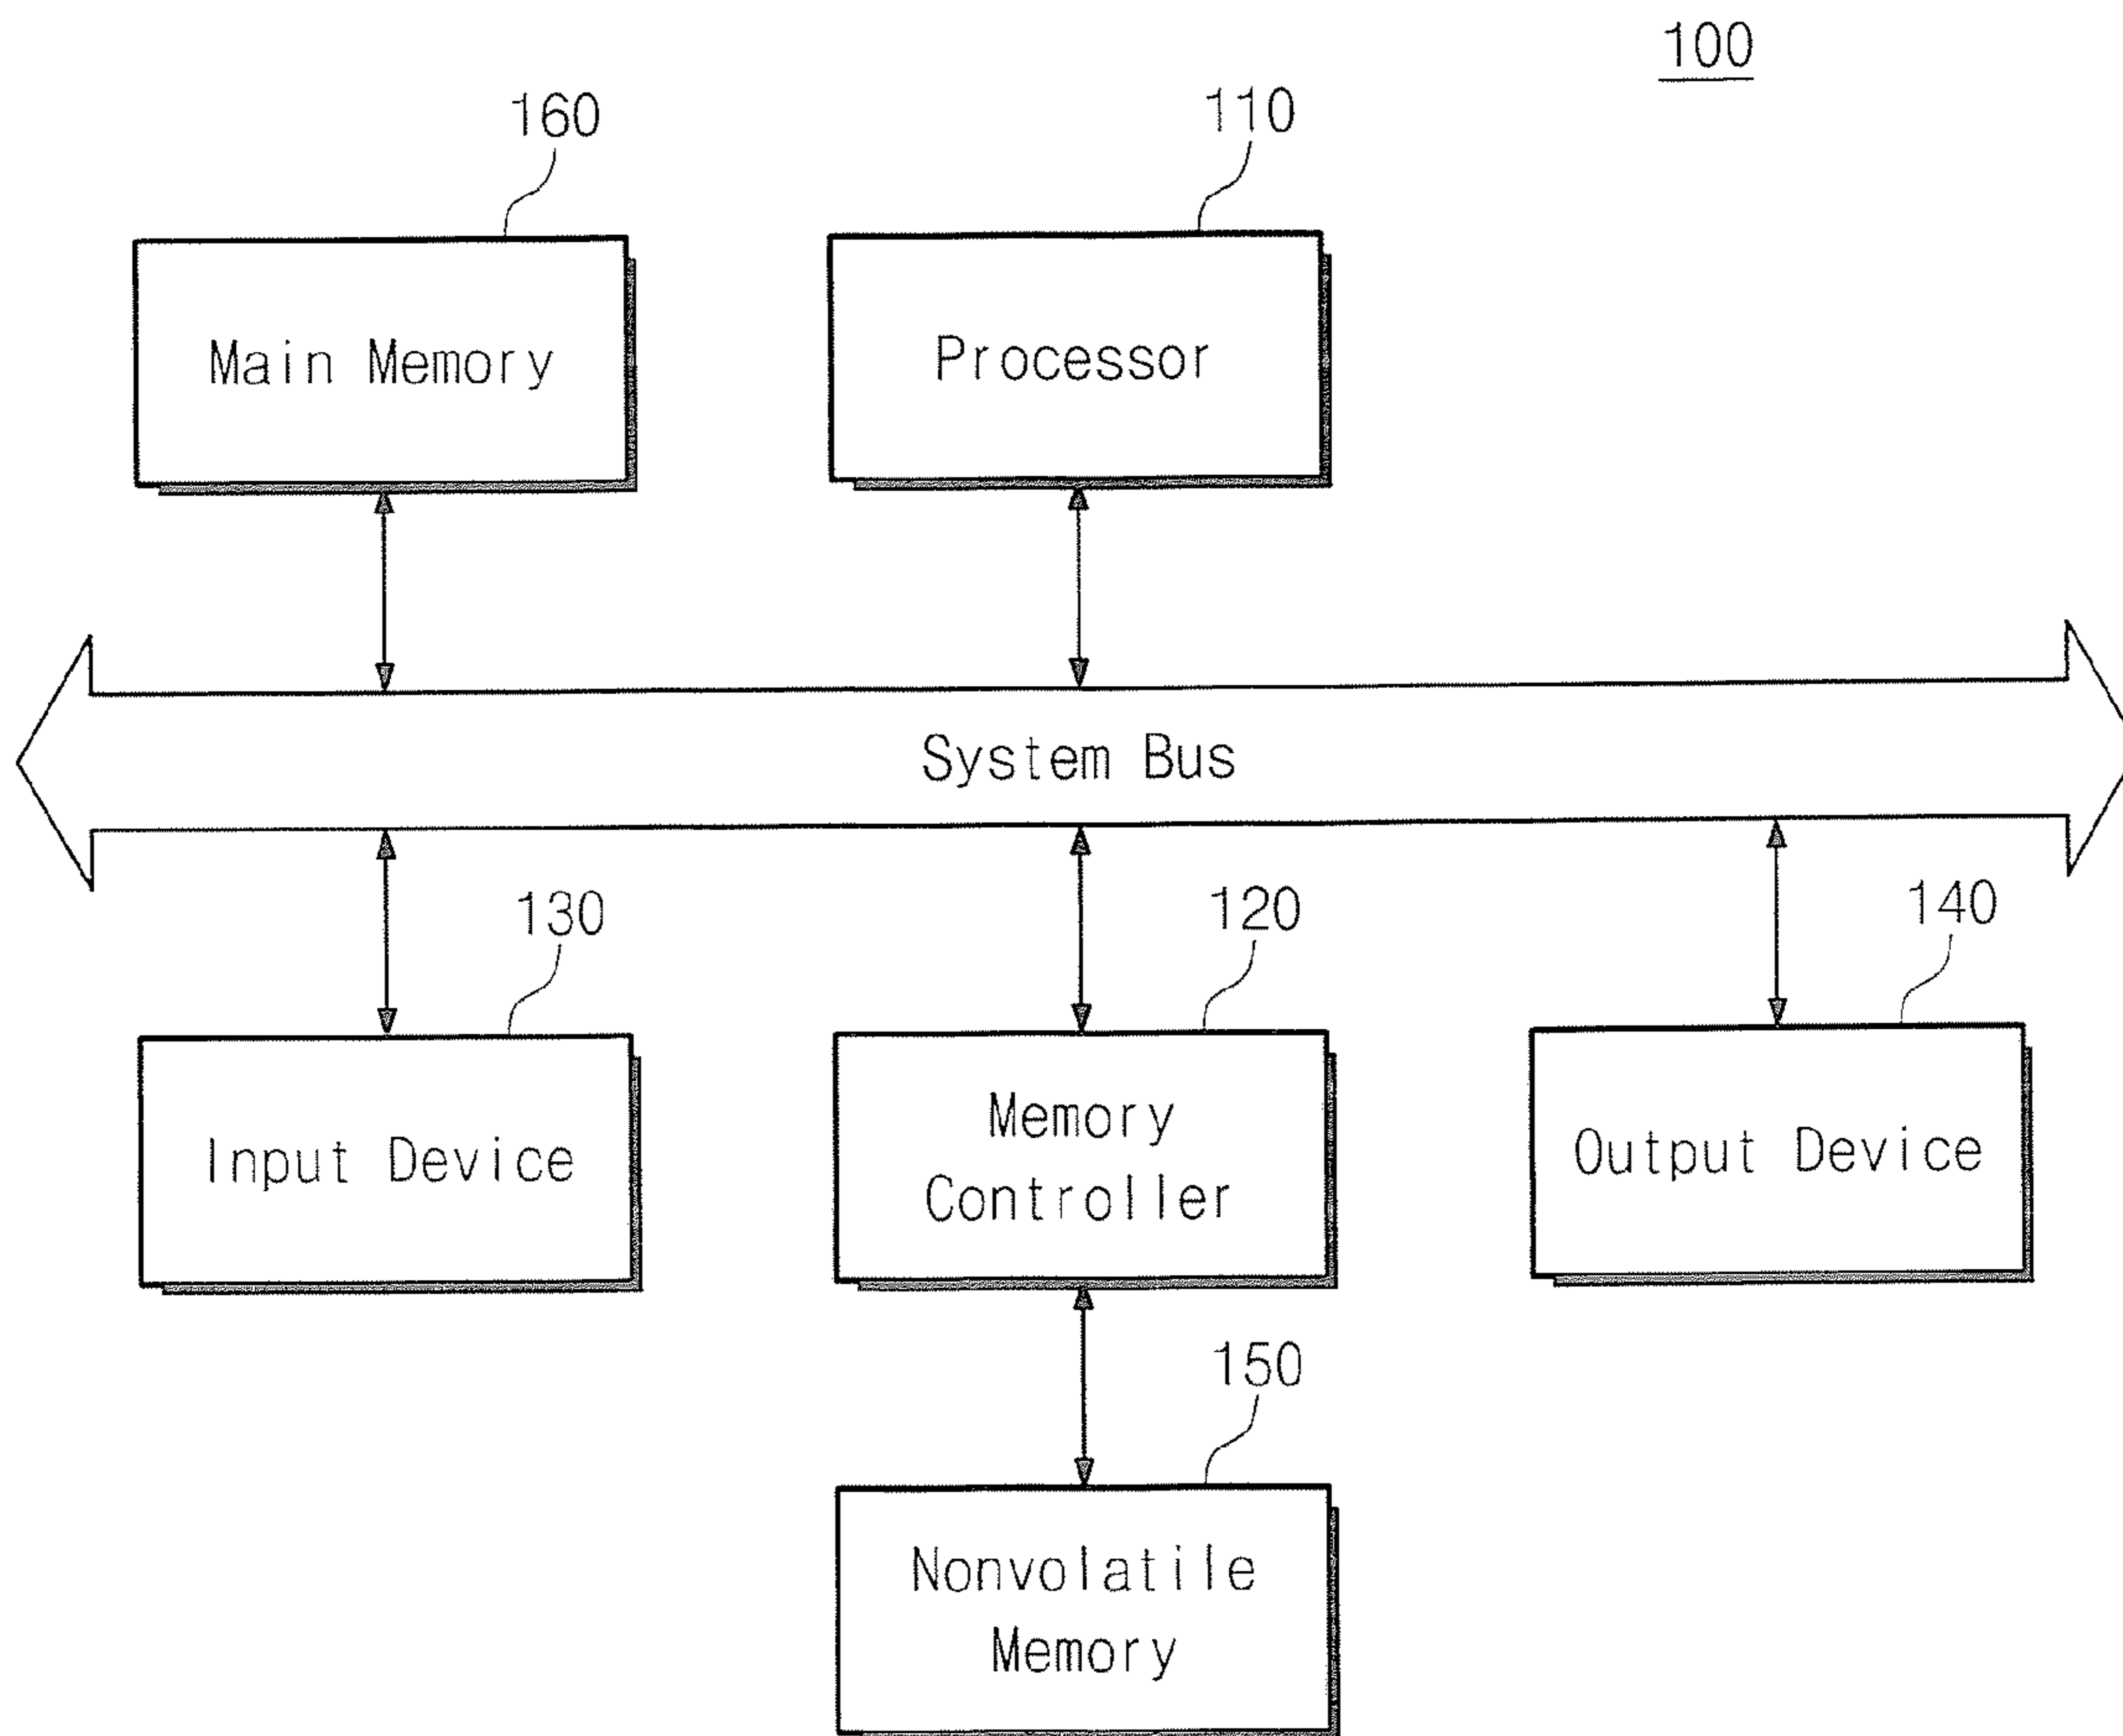 100
160
110
Main Memory
Processor
System Bus
130
120
140
Input Device
Memory
Controller
Output Device
150
Nonvolatile
Memory